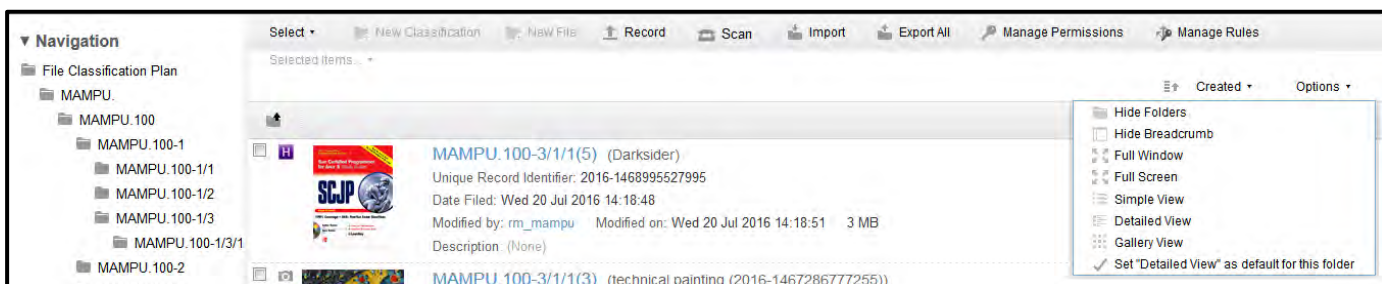 ▼ Navigation
File Classification Plan
MAMPU.
MAMPU.100
MAMPU.100-1
MAMPU.100-1/1
MAMPU.100-1/2
MAMPU.100-1/3
MAMPU.100-1/3/1
MAMPU.100-2
Select New Classification New File Record Scan Import Export All Manage Permissions Manage Rules
Selected Items...
Created Options
Hide Folders
Hide Breadcrumb
Full Window
Full Screen
Simple View
Detailed View
Gallery View
Set "Detailed View" as default for this folder
H
SCJP
MAMPU.100-3/1/1(5) (Darksider)
Unique Record Identifier: 2016-1468995527995
Date Filed: Wed 20 Jul 2016 14:18:48
Modified by: rm_mampu Modified on: Wed 20 Jul 2016 14:18:51 3 MB
Description: (None)
MAMPU.100-3/1/1(3) (technical painting (2016-1467286777255))